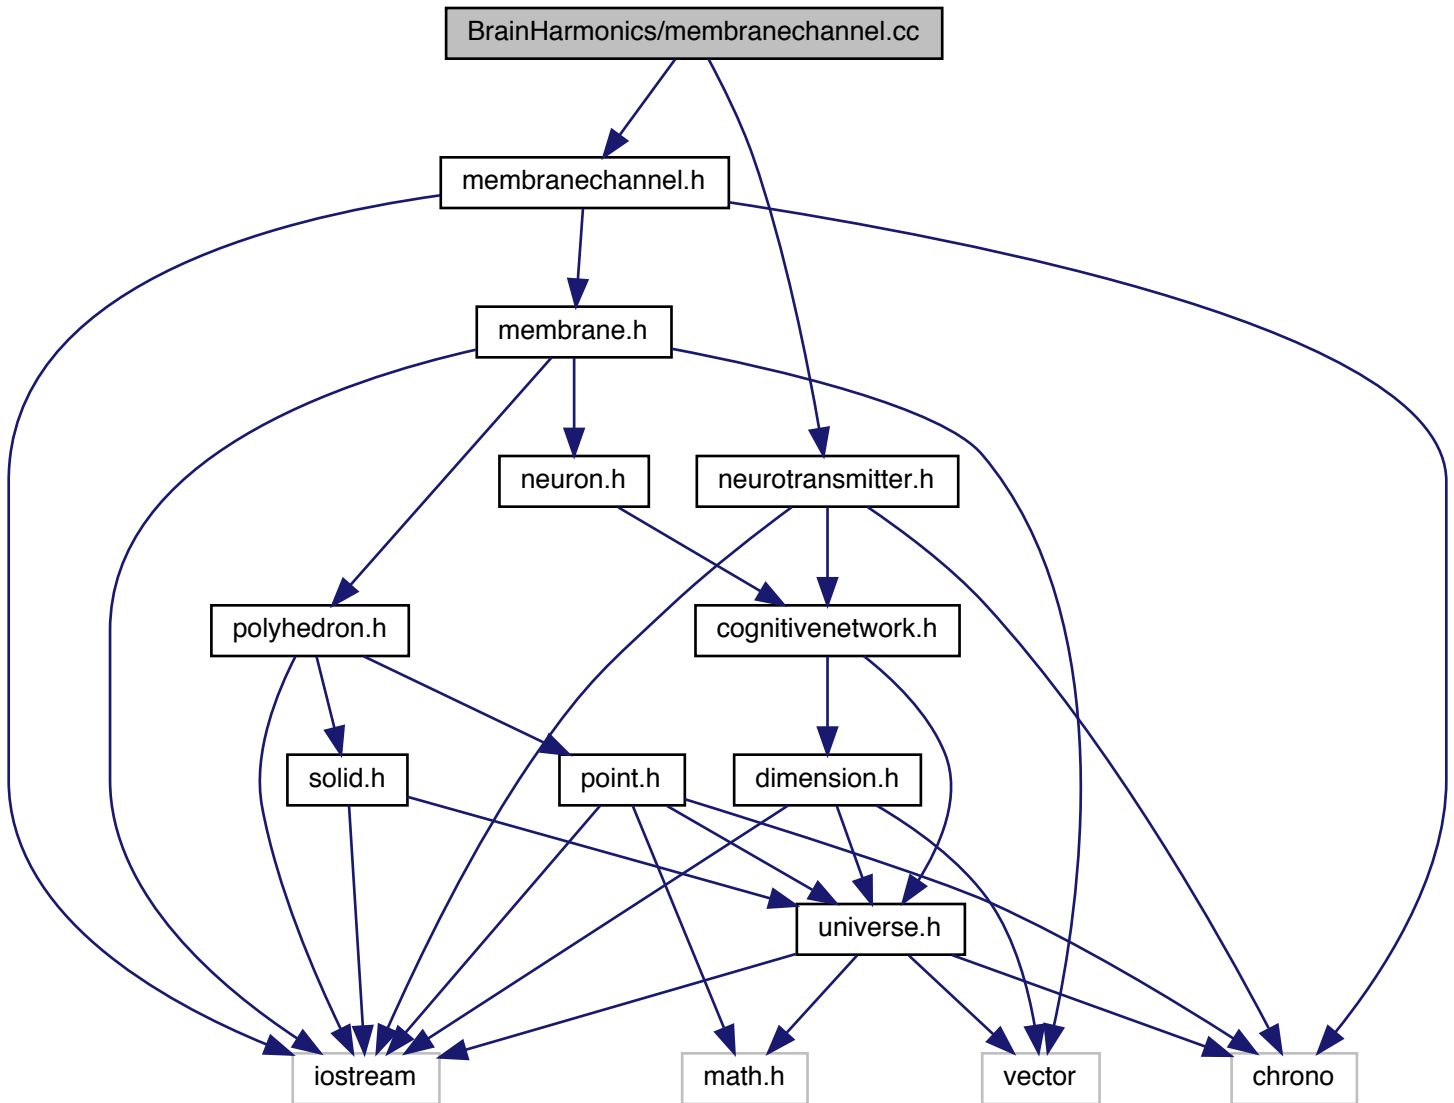 BrainHarmonics/membranechannel.cc
membranechannel.h
membrane.h
neuron.h
neurotransmitter.h
polyhedron.h
cognitivenetwork.h
solid.h
point.h
dimension.h
universe.h
iostream
math.h
vector
chrono